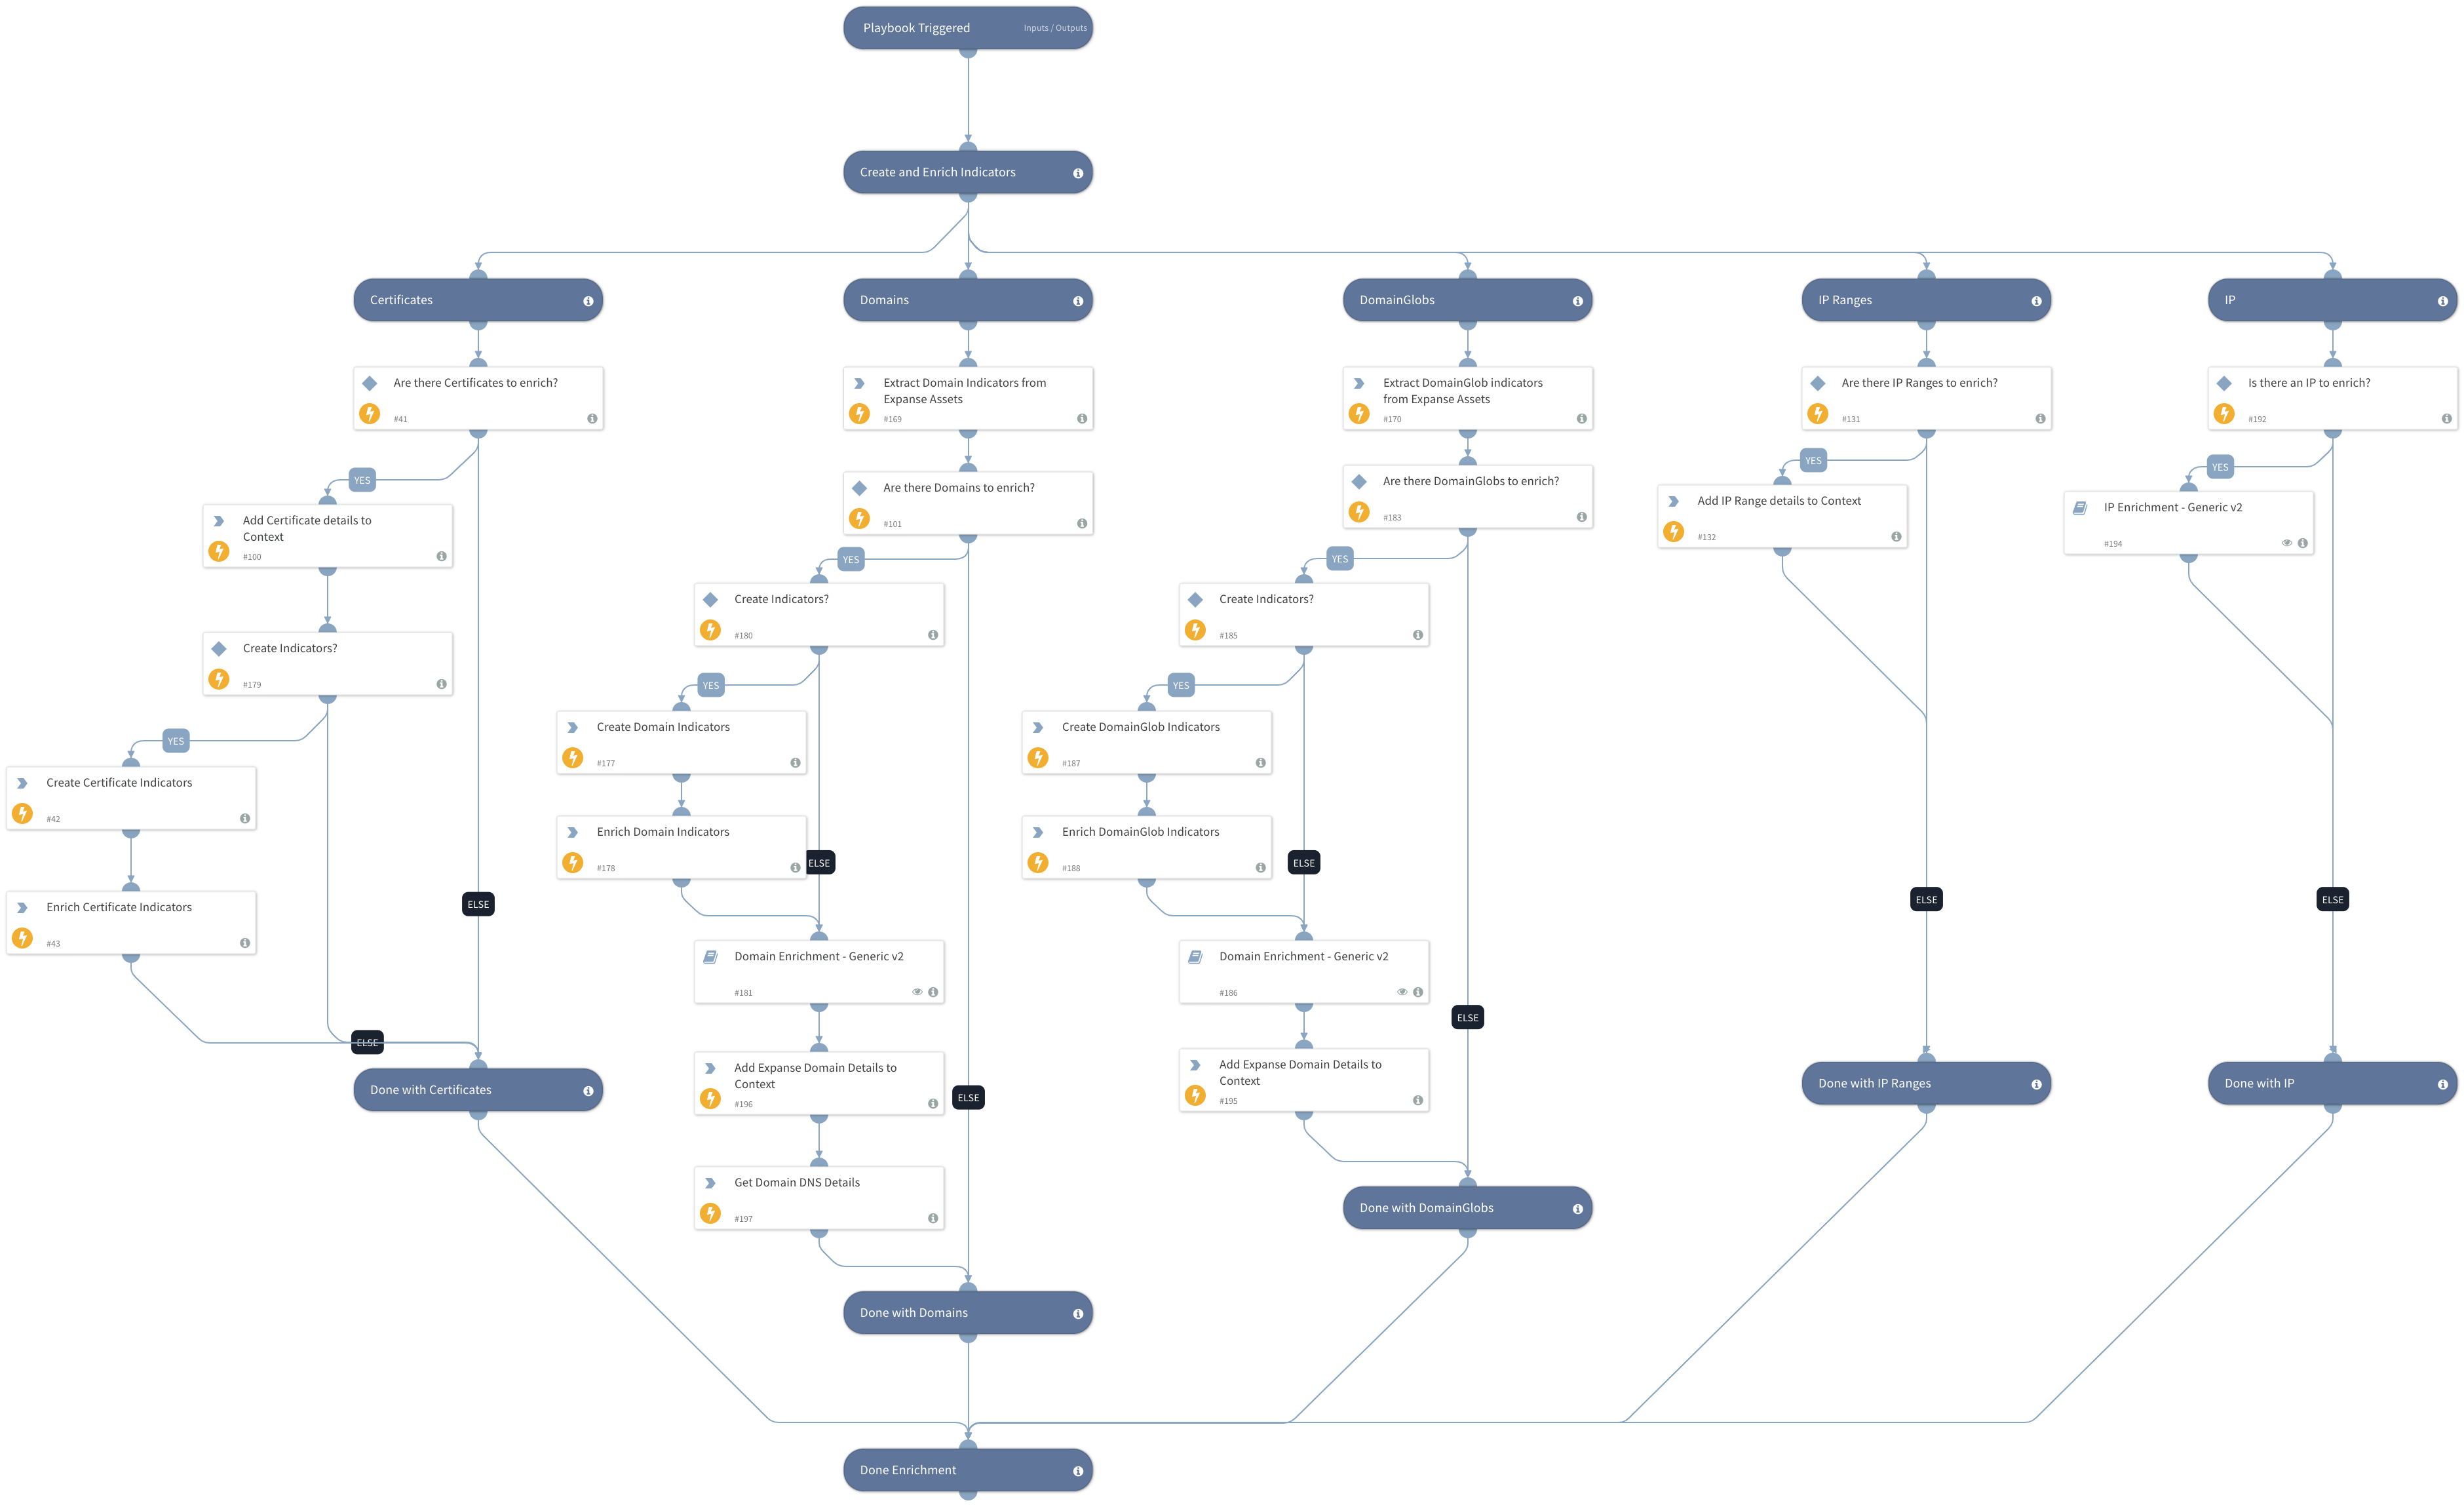 Playbook Triggered
Inputs / Outputs
Create and Enrich Indicators
Certificates
Domains
DomainGlobs
IP Ranges
IP
Are there Certificates to enrich?
#41
Extract Domain Indicators from
Expanse Assets
#169
Extract DomainGlob indicators
from Expanse Assets
#170
Are there IP Ranges to enrich?
#131
Is there an IP to enrich?
#192
YES
Add Certificate details to
Context
#100
Are there Domains to enrich?
#101
Are there DomainGlobs to enrich?
#183
YES
Add IP Range details to Context
#132
YES
IP Enrichment - Generic v2
#194
YES
Create Indicators?
#180
YES
Create Indicators?
#185
Create Indicators?
#179
YES
Create Domain Indicators
#177
YES
Create DomainGlob Indicators
#187
YES
Create Certificate Indicators
#42
Enrich Domain Indicators
#178
ELSE
Enrich DomainGlob Indicators
#188
ELSE
Enrich Certificate Indicators
#43
ELSE
ELSE
ELSE
Domain Enrichment - Generic v2
#181
Domain Enrichment - Generic v2
#186
ELSE
ELSE
Done with Certificates
Add Expanse Domain Details to
Context
#196
ELSE
Add Expanse Domain Details to
Context
#195
Done with IP Ranges
Done with IP
Get Domain DNS Details
#197
Done with DomainGlobs
Done with Domains
Done Enrichment